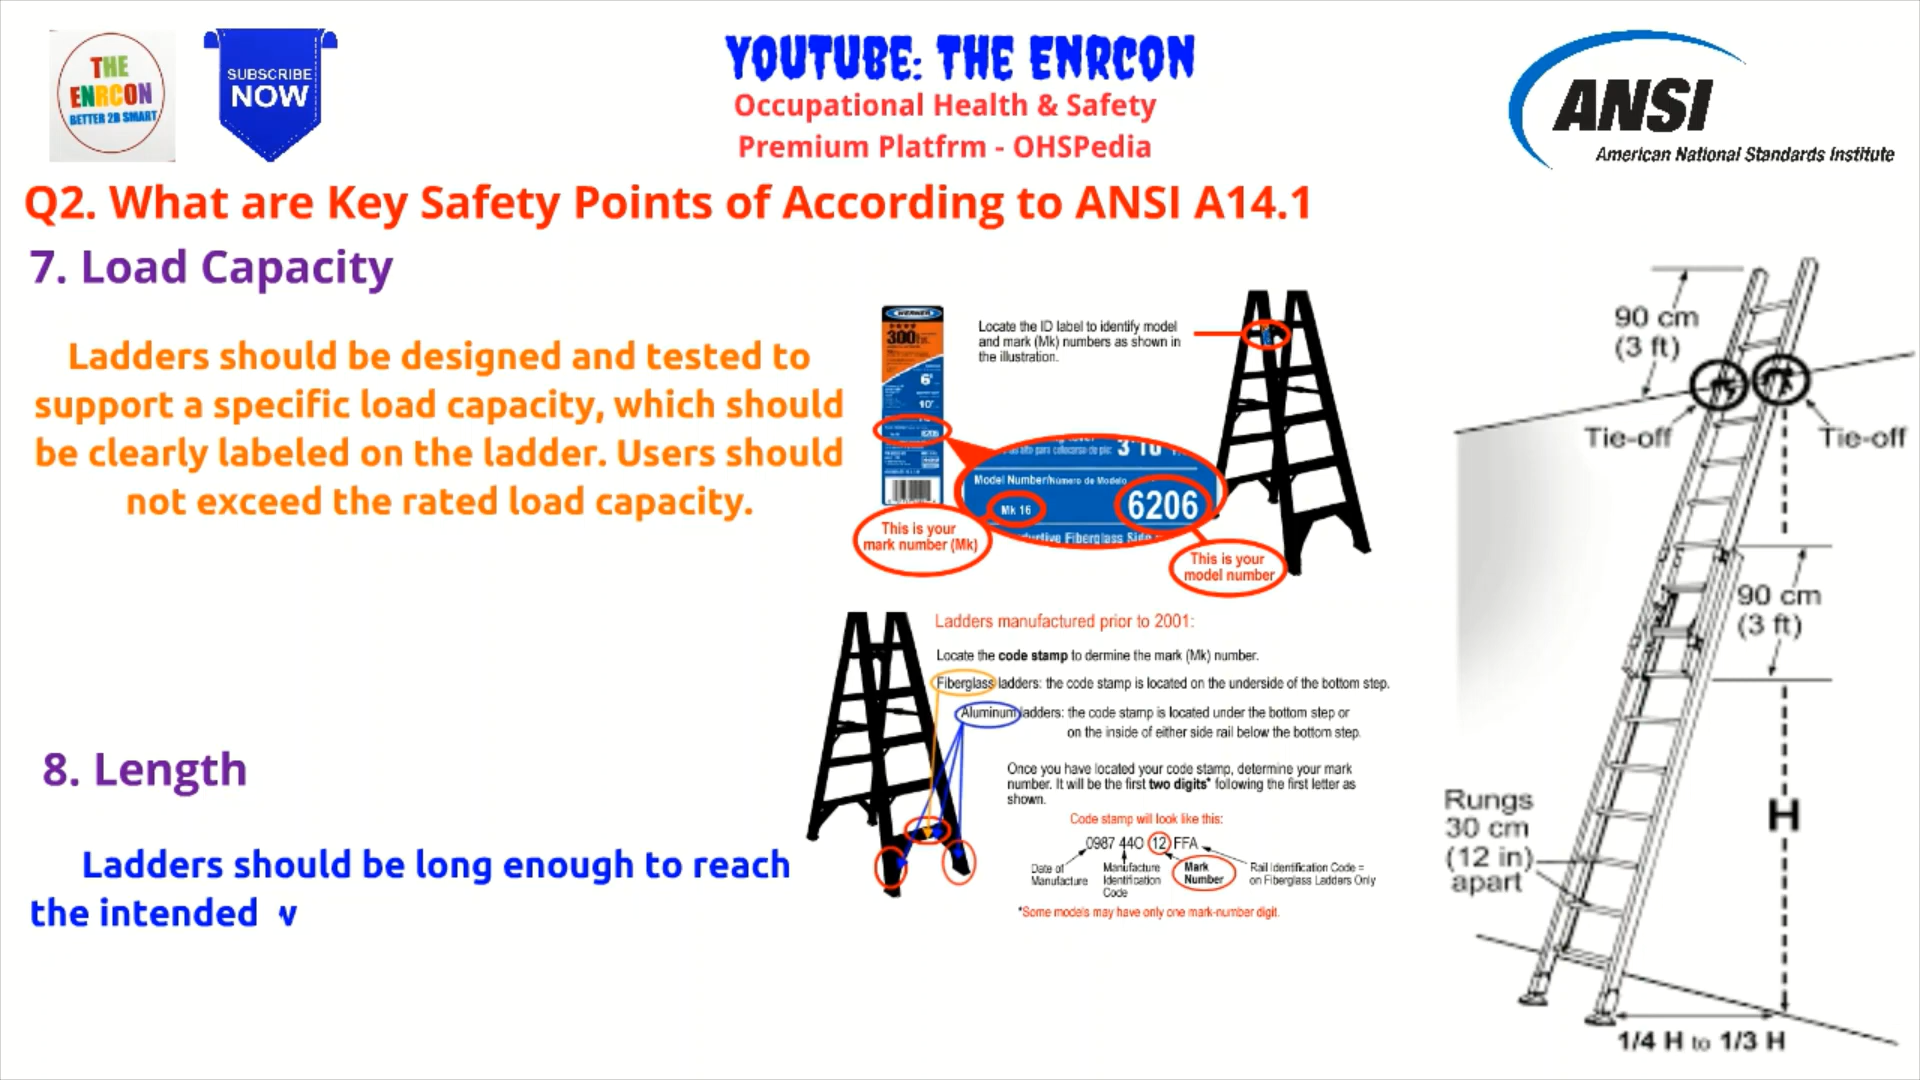 THE
ENRCON
BETTER 2B SMART
SUBSCRIBE
NOW
YOUTUBE: THE ENRCON
Occupational Health & Safety
Premium Platfrm - OHSPedia
ANSI
American National Standards Institute
Q2. What are Key Safety Points of According to ANSI A14.1
7. Load Capacity
Ladders should be designed and tested to
support a specific load capacity, which should
be clearly labeled on the ladder. Users should
not exceed the rated load capacity.
WERNER
300
6'
10'
6206
Locate the ID label to identify model
and mark (Mk) numbers as shown in
the illustration.
Model Number/Número de Modelo
Mk 16
6206
This is your
mark number (Mk)
This is your
model number
Ladders manufactured prior to 2001:
Locate the code stamp to dermine the mark (Mk) number.
Fiberglass ladders: the code stamp is located on the underside of the bottom step.
Aluminum ladders: the code stamp is located under the bottom step or
on the inside of either side rail below the bottom step.
Once you have located your code stamp, determine your mark
number. It will be the first two digits* following the first letter as
shown.
Code stamp will look like this:
0987 44O 12 FFA
Date of
Manufacture
Manufacture
Identification
Code
Mark
Number
Rail Identification Code =
on Fiberglass Ladders Only
*Some models may have only one mark-number digit.
8. Length
Ladders should be long enough to reach
the intended w
90 cm
(3 ft)
Tie-off
Tie-off
90 cm
(3 ft)
Rungs
30 cm
(12 in)
apart
H
1/4 H to 1/3 H